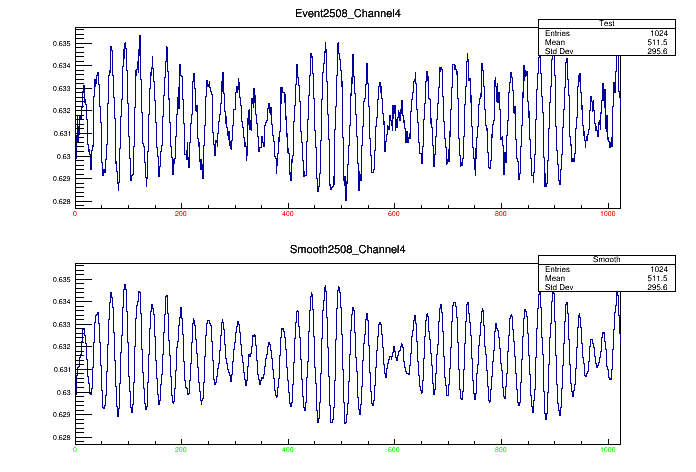 Event2508_Channel4
Test
Entries 1024
Mean 511.5
Std Dev 295.6
0.635
0.634
0.633
0.632
0.631
0.63
0.629
0.628
0 200 400 600 800 1000
Smooth2508_Channel4
Smooth
Entries 1024
Mean 511.5
Std Dev 295.6
0.635
0.634
0.633
0.632
0.631
0.63
0.629
0.628
0 200 400 600 800 1000